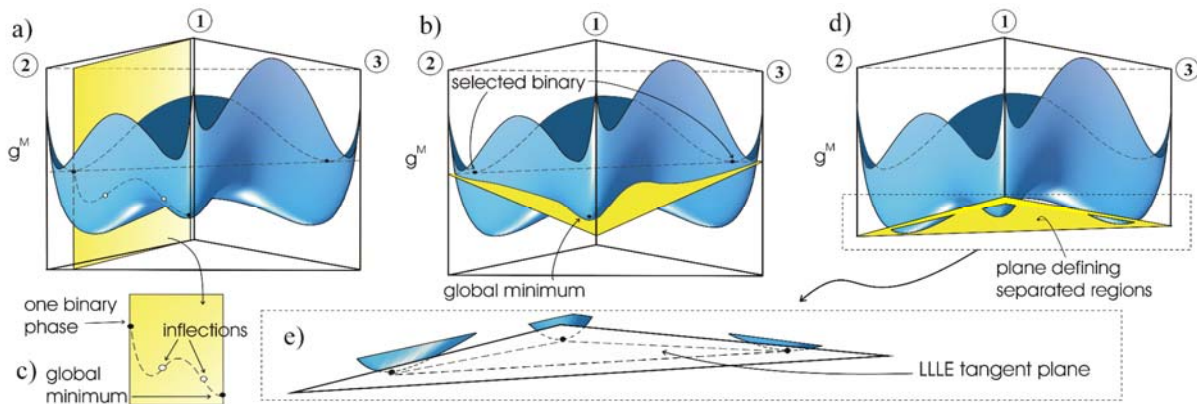 a)
1
2
3
g^M
b)
1
2
3
selected binary
g^M
global minimum
d)
1
2
3
g^M
plane defining
separated regions
one binary
phase
inflections
c)
global
minimum
e)
LLLE tangent plane